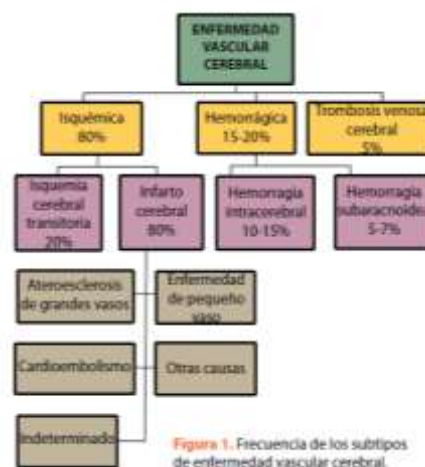 ENFERMEDAD
VASCULAR
CEREBRAL
Isquémica
80%
Hemorrágica
15-20%
Trombosis venosa
cerebral
5%
Isquemia
cerebral
transitoria
20%
Infarto
cerebral
80%
Hemorragia
intracerebral
10-15%
Hemorragia
subaracnoidea
5-7%
Ateroesclerosis
de grandes vasos
Enfermedad
de pequeño
vaso
Cardioembolismo
Otras causas
Indeterminado
Figura 1. Frecuencia de los subtipos
de enfermedad vascular cerebral.